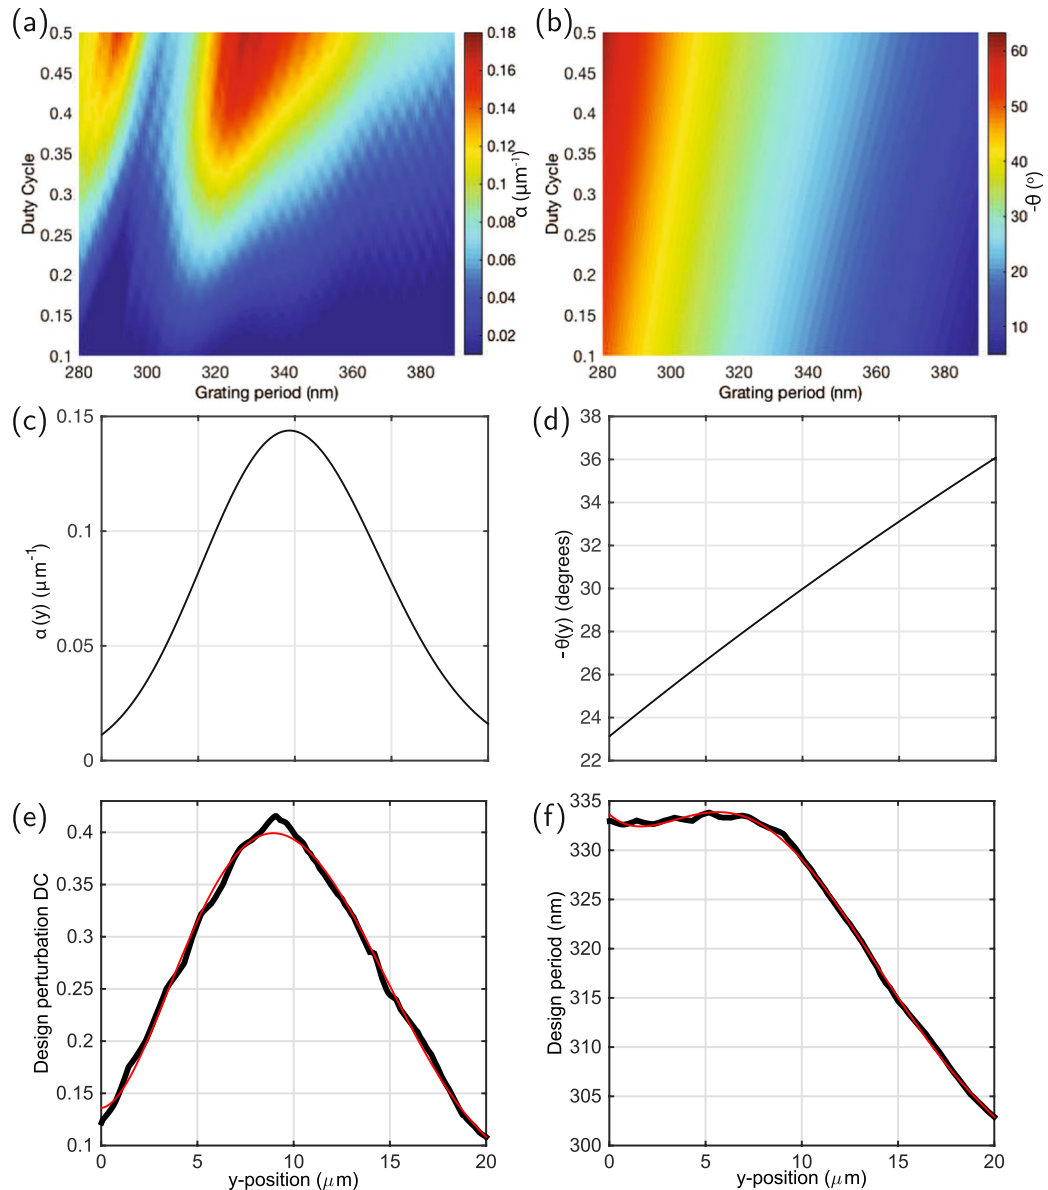 (a)
0.5
0.45
0.4
0.35
0.3
0.25
0.2
0.15
0.1
Duty Cycle
280 300 320 340 360 380
Grating period (nm)
0.18
0.16
0.14
0.12
0.10
0.08
0.06
0.04
0.02
α (μm⁻¹)
(b)
0.5
0.45
0.4
0.35
0.3
0.25
0.2
0.15
0.1
Duty Cycle
280 300 320 340 360 380
Grating period (nm)
60
50
40
30
20
10
-θ (°)
(c)
0.15
0.1
0.05
0
α(y) (μm⁻¹)
(d)
38
36
34
32
30
28
26
24
22
-θ(y) (degrees)
(e)
0.4
0.35
0.3
0.25
0.2
0.15
0.1
Design perturbation DC
0 5 10 15 20
y-position (μm)
(f)
335
330
325
320
315
310
305
300
Design period (nm)
0 5 10 15 20
y-position (μm)